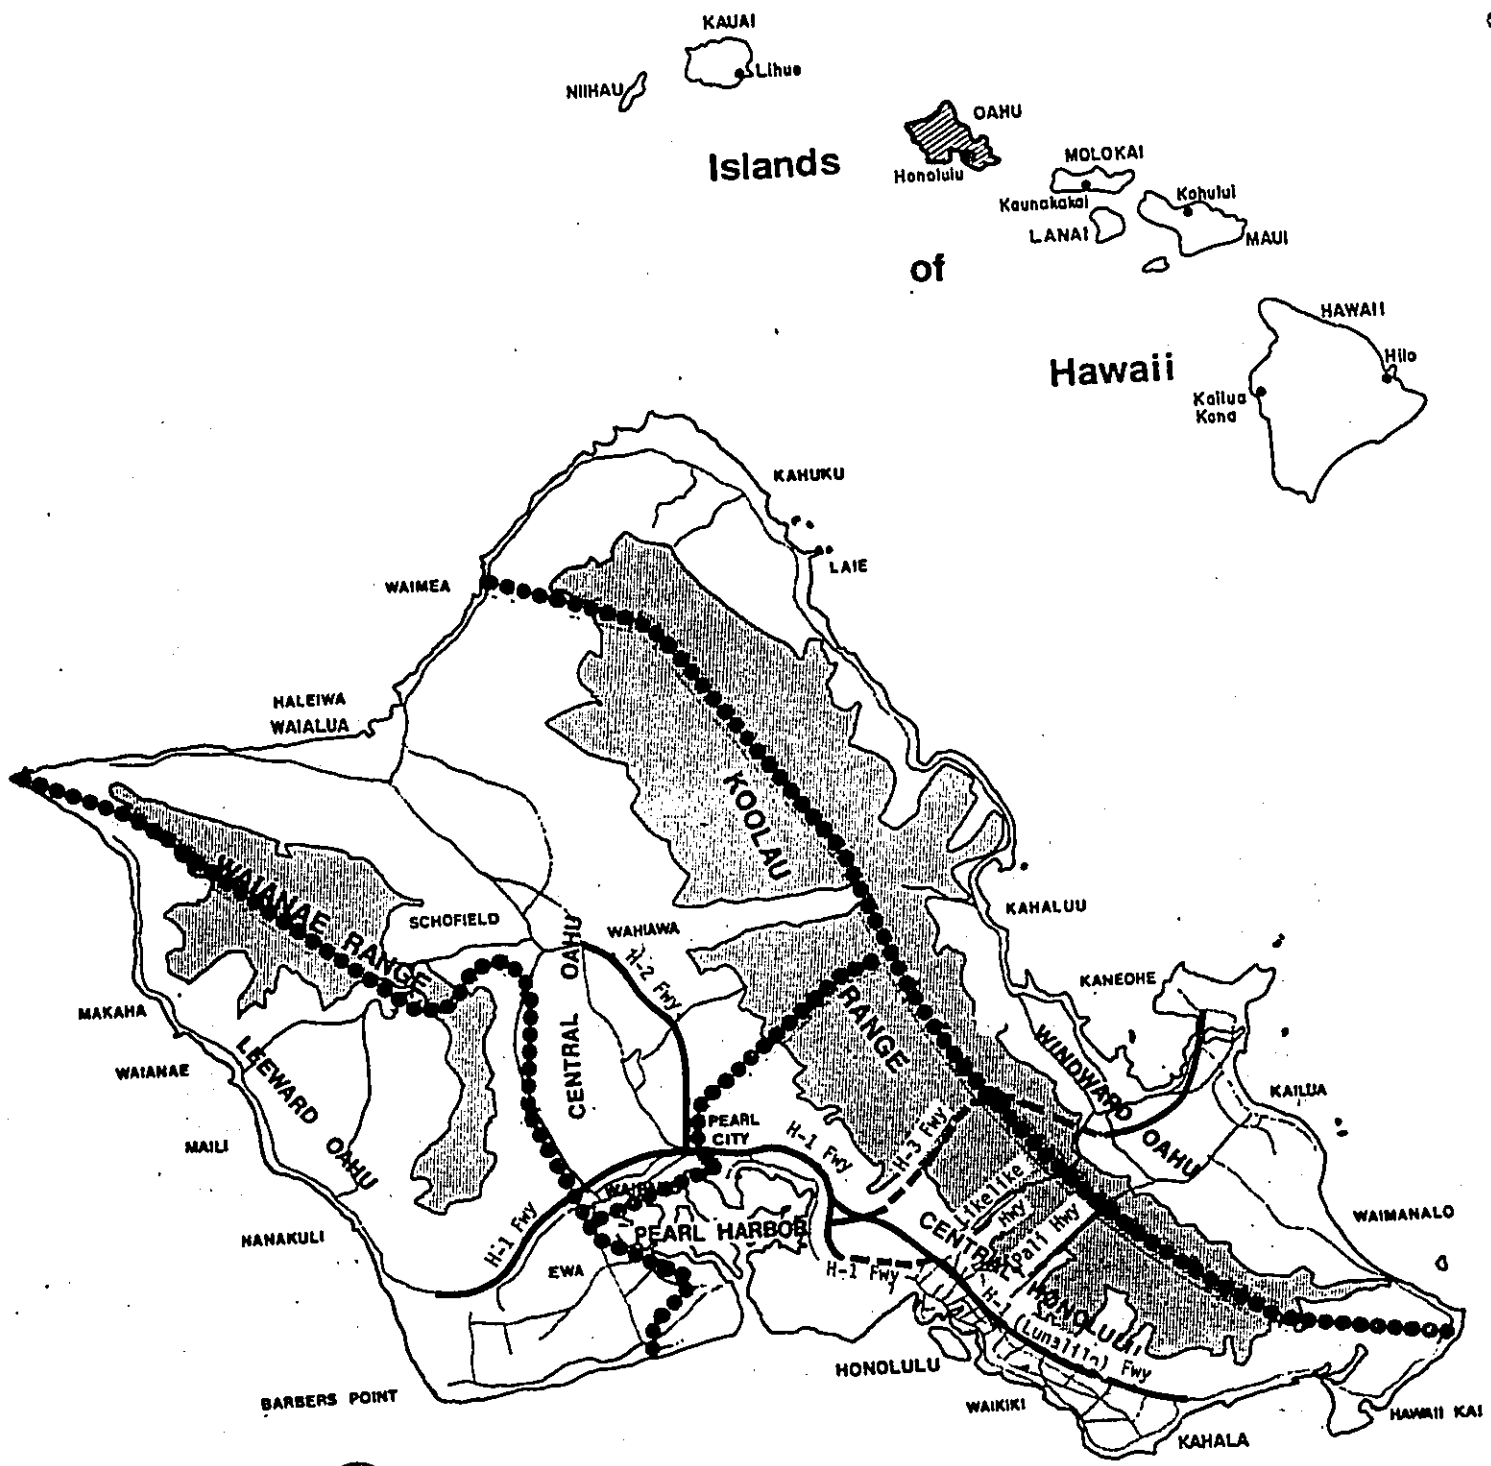 KAUAI
Lihue
NIIHAU
OAHU
Honolulu
Islands
MOLOKAI
Kaunakakai
Kahului
LANAI
MAUI
of
HAWAII
Hilo
Hawaii
Kailua
Kona
KAHUKU
LAIE
WAIMEA
HALEIWA
WAIALUA
KOOLAU
WAIANAE RANGE
SCHOFIELD
WAHIAWA
KAHALUU
CENTRAL OAHU
H-2 Fwy
KANEOHE
RANGE
MAKAHA
LEEWARD OAHU
WAIANAE
WINDWARD OAHU
KAILUA
MAILI
PEARL
CITY
H-1 Fwy
H-3 Fwy
Likelike
Hwy
Pali Hwy
NANAKULI
H-1 Fwy
PEARL HARBOR
WAIMANALO
EWA
H-1 Fwy
CENTRAL HONOLULU
H-1 (Lunalilo) Fwy
HONOLULU
BARBERS POINT
WAIKIKI
HAWAII KAI
KAHALA